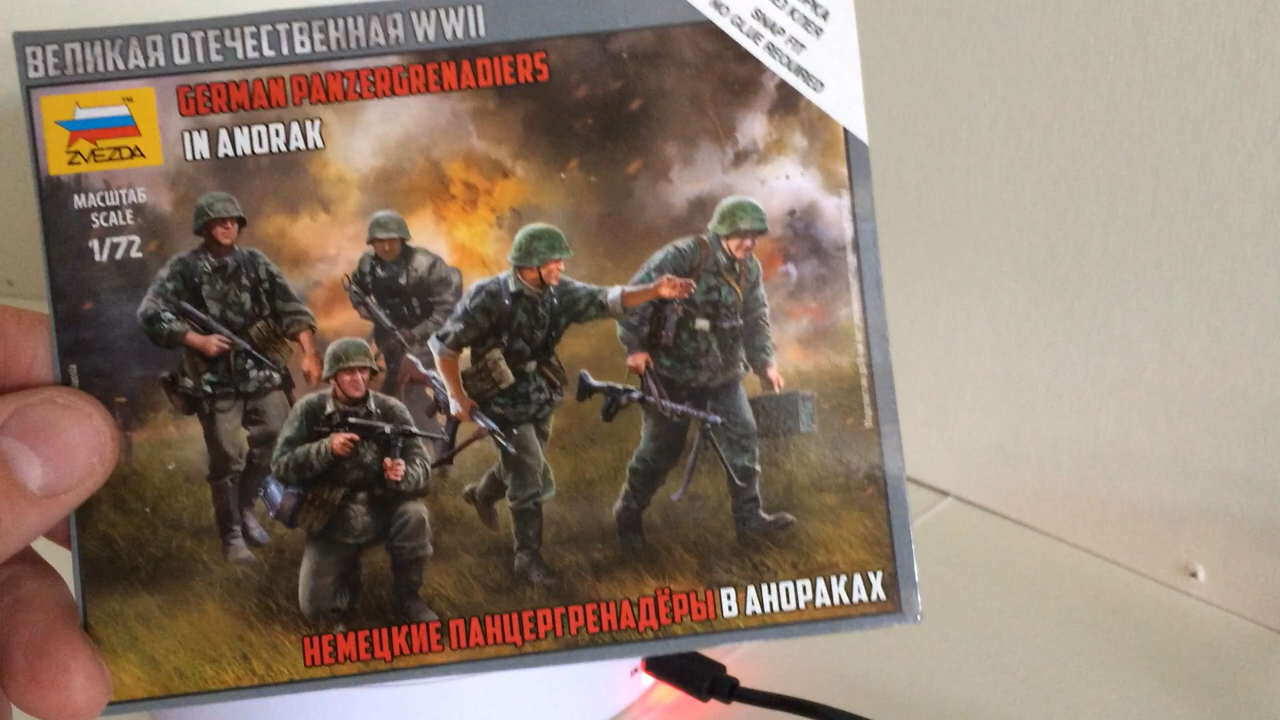 ВЕЛИКАЯ ОТЕЧЕСТВЕННАЯ WWII
GERMAN PANZERGRENADIERS
IN ANORAK
ZVEZDA
МАСШТАБ
SCALE
1/72
SNAP FIT
NO GLUE REQUIRED
НЕМЕЦКИЕ ПАНЦЕРГРЕНАДЁРЫ В АНОРАКАХ